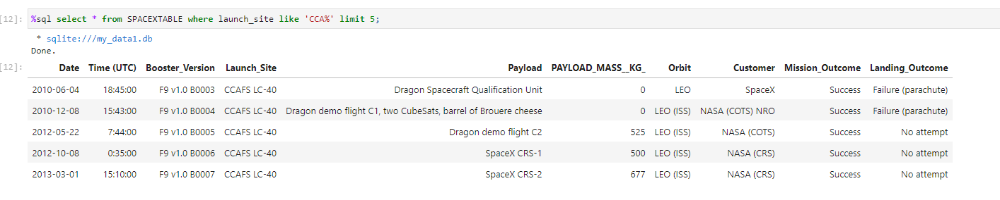 [12]: %sql select * from SPACEXTABLE where launch_site like 'CCA%' limit 5;
* sqlite:///my_data1.db
Done.
[12]: Date Time (UTC) Booster_Version Launch_Site Payload PAYLOAD_MASS__KG_ Orbit Customer Mission_Outcome Landing_Outcome
2010-06-04 18:45:00 F9 v1.0 B0003 CCAFS LC-40 Dragon Spacecraft Qualification Unit 0 LEO SpaceX Success Failure (parachute)
2010-12-08 15:43:00 F9 v1.0 B0004 CCAFS LC-40 Dragon demo flight C1, two CubeSats, barrel of Brouere cheese 0 LEO (ISS) NASA (COTS) NRO Success Failure (parachute)
2012-05-22 7:44:00 F9 v1.0 B0005 CCAFS LC-40 Dragon demo flight C2 525 LEO (ISS) NASA (COTS) Success No attempt
2012-10-08 0:35:00 F9 v1.0 B0006 CCAFS LC-40 SpaceX CRS-1 500 LEO (ISS) NASA (CRS) Success No attempt
2013-03-01 15:10:00 F9 v1.0 B0007 CCAFS LC-40 SpaceX CRS-2 677 LEO (ISS) NASA (CRS) Success No attempt